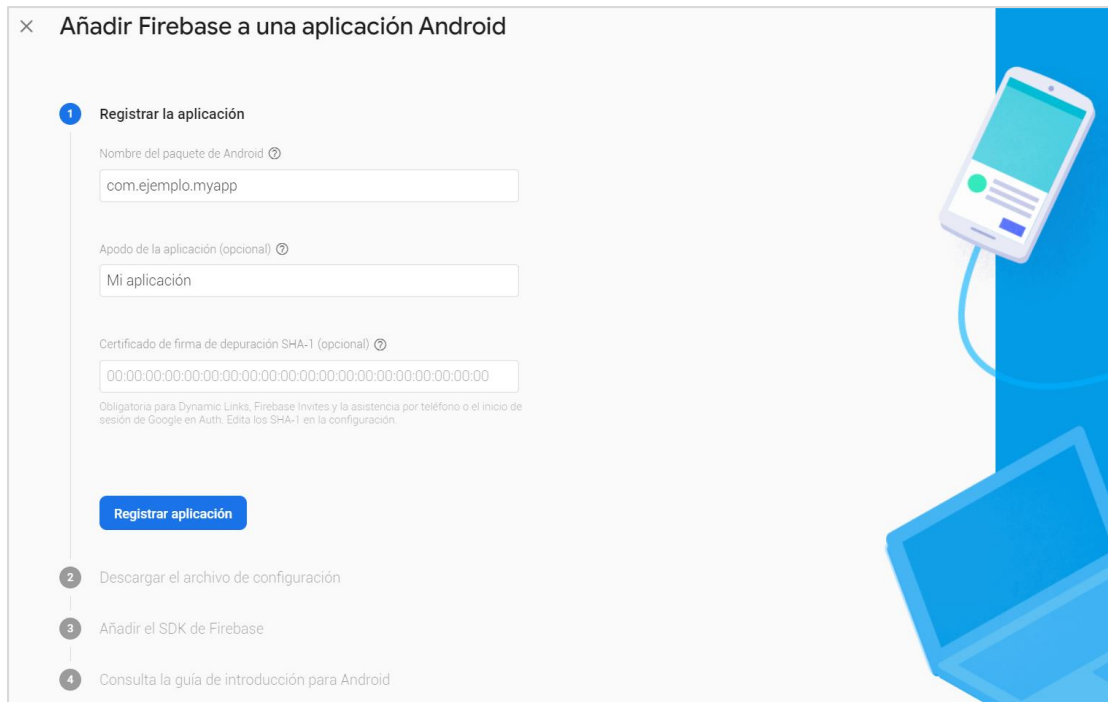 Añadir Firebase a una aplicación Android
1 Registrar la aplicación
Nombre del paquete de Android ?
com.ejemplo.myapp
Apodo de la aplicación (opcional) ?
Mi aplicación
Certificado de firma de depuración SHA-1 (opcional) ?
00:00:00:00:00:00:00:00:00:00:00:00:00:00:00:00:00:00:00:00
Obligatoria para Dynamic Links, Firebase Invites y la asistencia por teléfono o el inicio de
sesión de Google en Auth. Edita los SHA-1 en la configuración.
Registrar aplicación
2 Descargar el archivo de configuración
3 Añadir el SDK de Firebase
4 Consulta la guía de introducción para Android